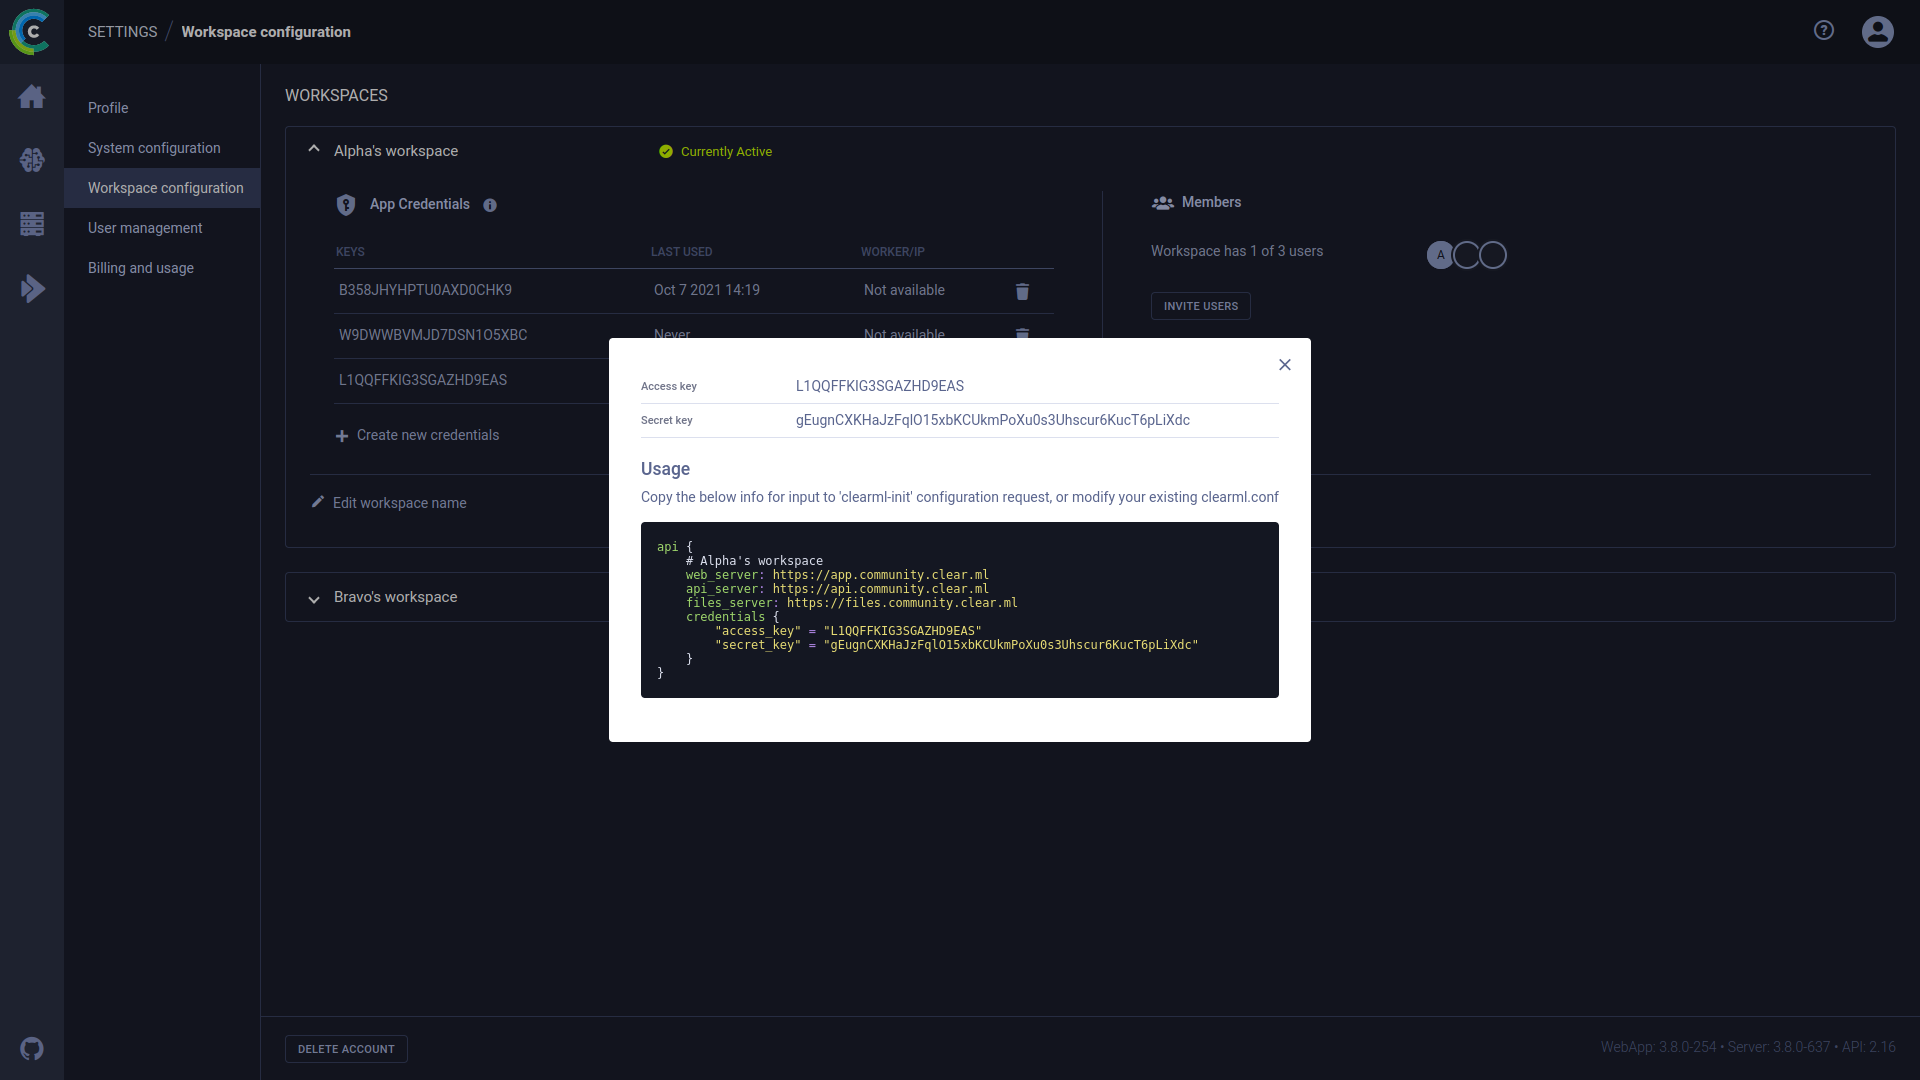 C
SETTINGS / Workspace configuration
?
Profile
System configuration
Workspace configuration
User management
Billing and usage
WORKSPACES
Alpha's workspace
Currently Active
App Credentials
KEYS LAST USED WORKER/IP
B358JHYHPTU0AXD0CHK9 Oct 7 2021 14:19 Not available
W9DWWBVMJD7DSN1O5XBC Never Not available
L1QQFFKIG3SGAZHD9EAS
Create new credentials
Edit workspace name
Members
Workspace has 1 of 3 users
A
INVITE USERS
Bravo's workspace
Access key L1QQFFKIG3SGAZHD9EAS
Secret key gEugnCXKHaJzFqlO15xbKCUkmPoXu0s3Uhscur6KucT6pLiXdc
Usage
Copy the below info for input to 'clearml-init' configuration request, or modify your existing clearml.conf
api {
# Alpha's workspace
web_server: https://app.community.clear.ml
api_server: https://api.community.clear.ml
files_server: https://files.community.clear.ml
credentials {
"access_key" = "L1QQFFKIG3SGAZHD9EAS"
"secret_key" = "gEugnCXKHaJzFqlO15xbKCUkmPoXu0s3Uhscur6KucT6pLiXdc"
}
}
DELETE ACCOUNT
WebApp: 3.8.0-254 • Server: 3.8.0-637 • API: 2.16